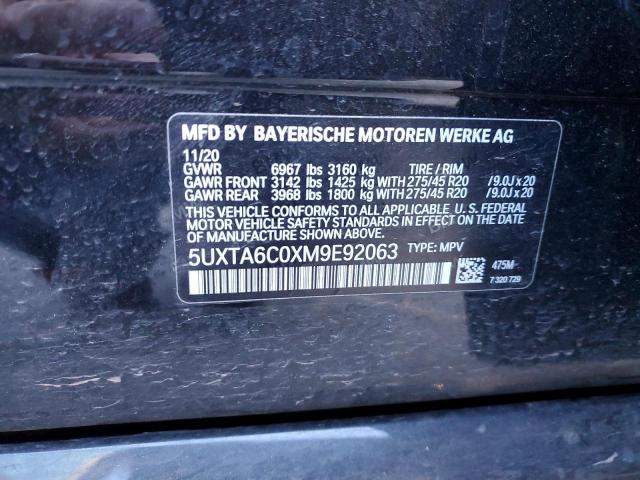 MFD BY BAYERISCHE MOTOREN WERKE AG
11/20
GVWR 6967 lbs 3160 kg TIRE / RIM
GAWR FRONT 3142 lbs 1425 kg WITH 275/45 R20 /9.0J x 20
GAWR REAR 3968 lbs 1800 kg WITH 275/45 R20 /9.0J x 20
THIS VEHICLE CONFORMS TO ALL APPLICABLE U. S. FEDERAL
MOTOR VEHICLE SAFETY STANDARDS IN EFFECT ON THE DATE
OF MANUFACTURE SHOWN ABOVE.
5UXTA6C0XM9E92063 TYPE: MPV
475M
7 320 729